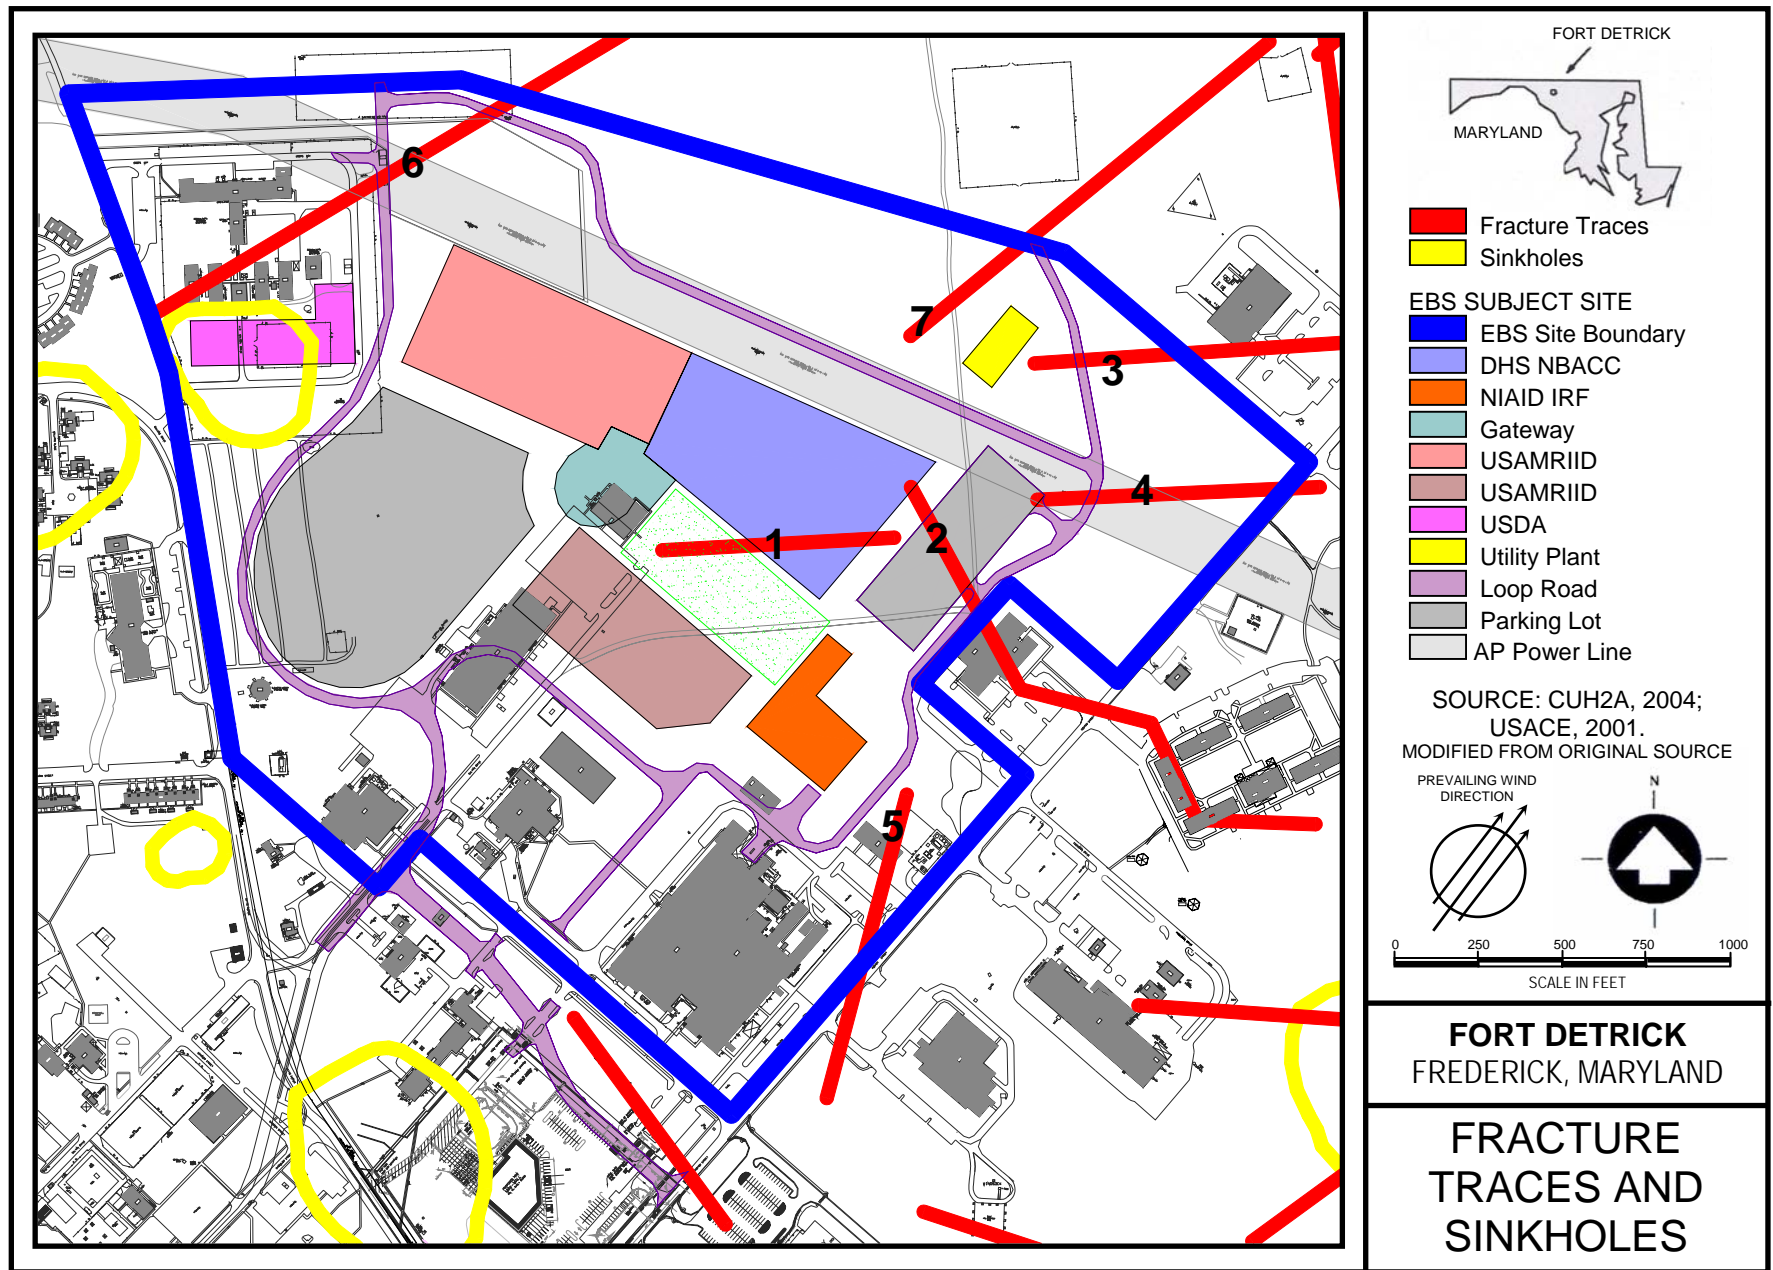 6
7
3
4
2
1
5
FORT DETRICK
MARYLAND
Fracture Traces
Sinkholes
EBS SUBJECT SITE
EBS Site Boundary
DHS NBACC
NIAID IRF
Gateway
USAMRIID
USAMRIID
USDA
Utility Plant
Loop Road
Parking Lot
AP Power Line
SOURCE: CUH2A, 2004;
USACE, 2001.
MODIFIED FROM ORIGINAL SOURCE
PREVAILING WIND
DIRECTION
N
0 250 500 750 1000
SCALE IN FEET
FORT DETRICK
FREDERICK, MARYLAND
FRACTURE
TRACES AND
SINKHOLES